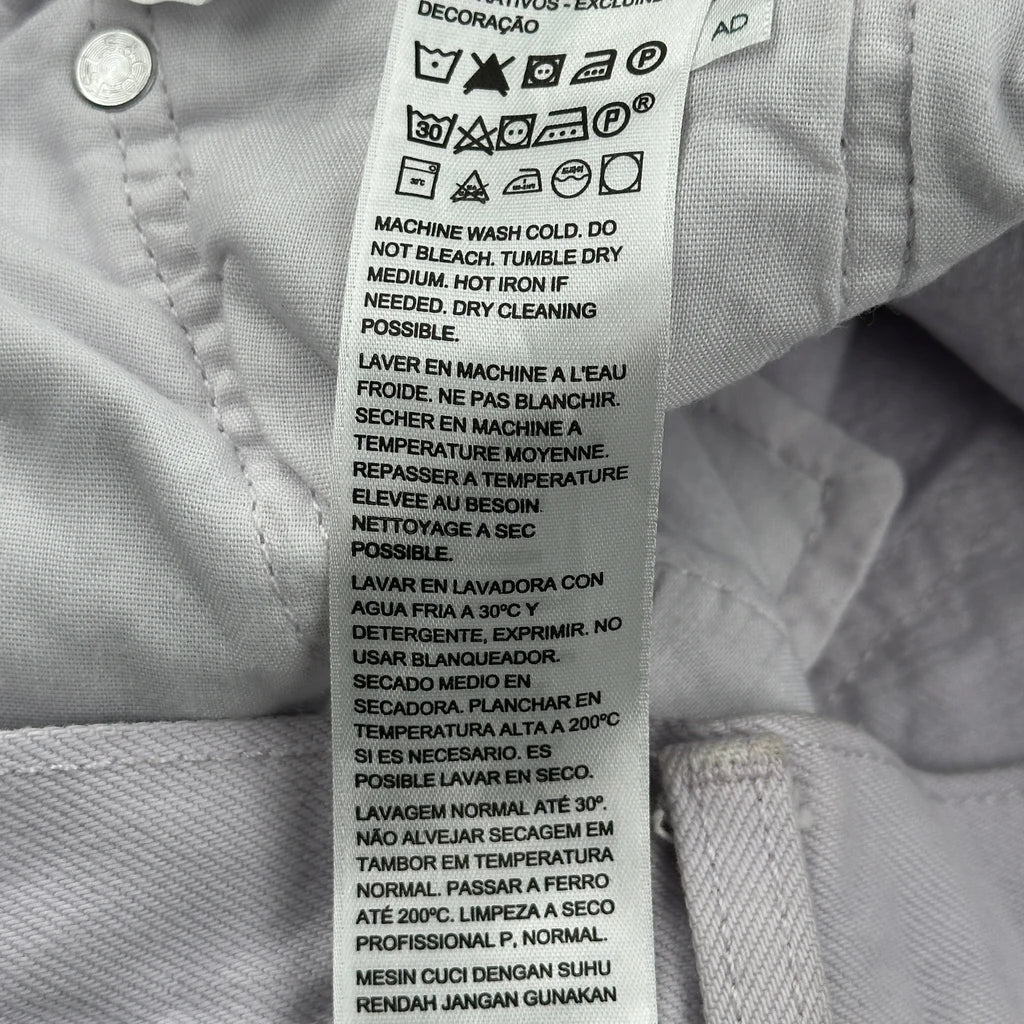 DECORAÇÃO
AD
P
30 P ®
30°C
MACHINE WASH COLD. DO
NOT BLEACH. TUMBLE DRY
MEDIUM. HOT IRON IF
NEEDED. DRY CLEANING
POSSIBLE.
LAVER EN MACHINE A L'EAU
FROIDE. NE PAS BLANCHIR.
SECHER EN MACHINE A
TEMPERATURE MOYENNE.
REPASSER A TEMPERATURE
ELEVEE AU BESOIN.
NETTOYAGE A SEC
POSSIBLE.
LAVAR EN LAVADORA CON
AGUA FRIA A 30ºC Y
DETERGENTE, EXPRIMIR. NO
USAR BLANQUEADOR.
SECADO MEDIO EN
SECADORA. PLANCHAR EN
TEMPERATURA ALTA A 200ºC
SI ES NECESARIO. ES
POSIBLE LAVAR EN SECO.
LAVAGEM NORMAL ATÉ 30º.
NÃO ALVEJAR SECAGEM EM
TAMBOR EM TEMPERATURA
NORMAL. PASSAR A FERRO
ATÉ 200ºC. LIMPEZA A SECO
PROFISSIONAL P, NORMAL.
MESIN CUCI DENGAN SUHU
RENDAH JANGAN GUNAKAN